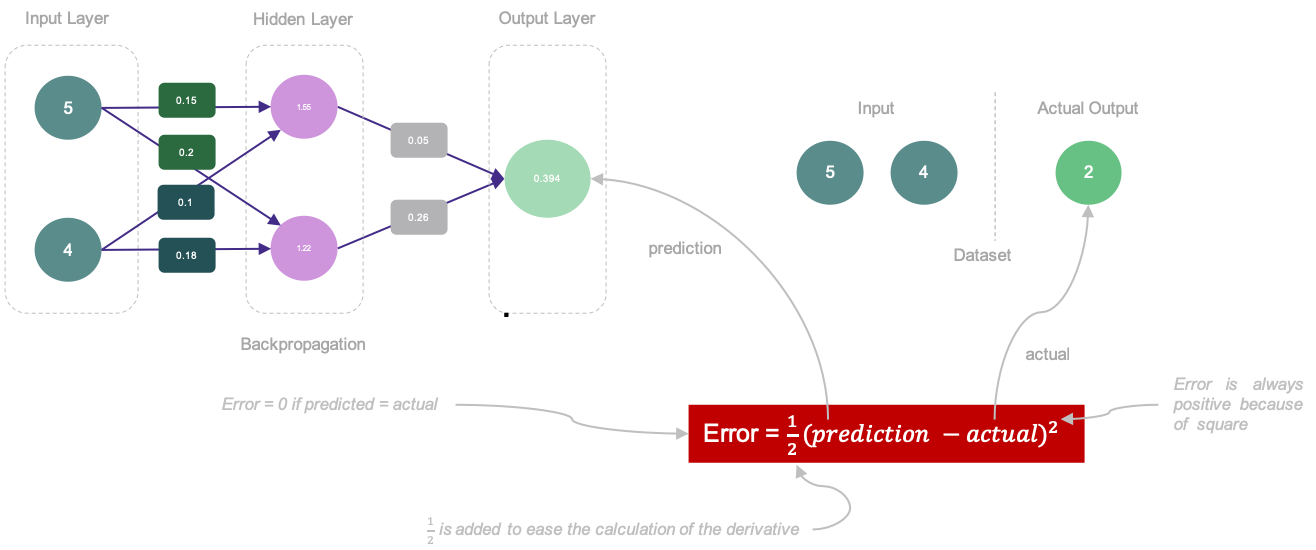 Input Layer
Hidden Layer
Output Layer
5
0.15
1.55
0.05
0.2
0.394
0.1
0.26
4
0.18
1.22
Backpropagation
Input
Actual Output
5
4
2
Dataset
prediction
actual
Error = 0 if predicted = actual
Error = 1/2 (prediction − actual)²
Error is always
positive because
of square
1/2 is added to ease the calculation of the derivative